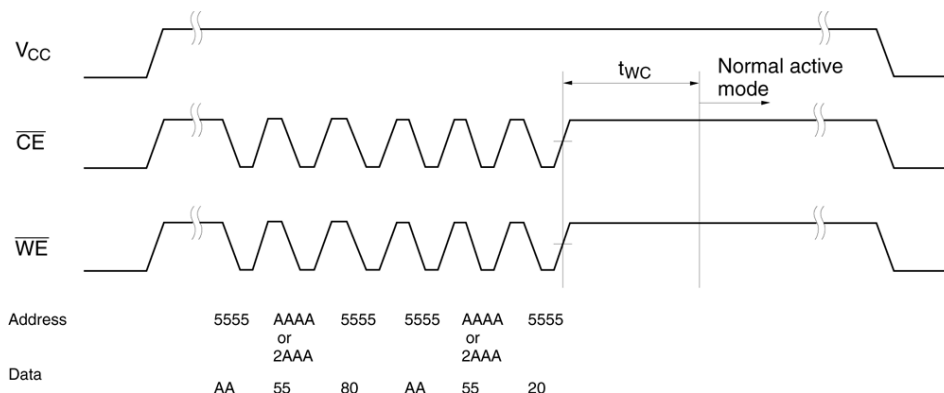 VCC
tWC
Normal active
mode
CE
WE
Address 5555 AAAA 5555 5555 AAAA 5555
or or
2AAA 2AAA
Data AA 55 80 AA 55 20